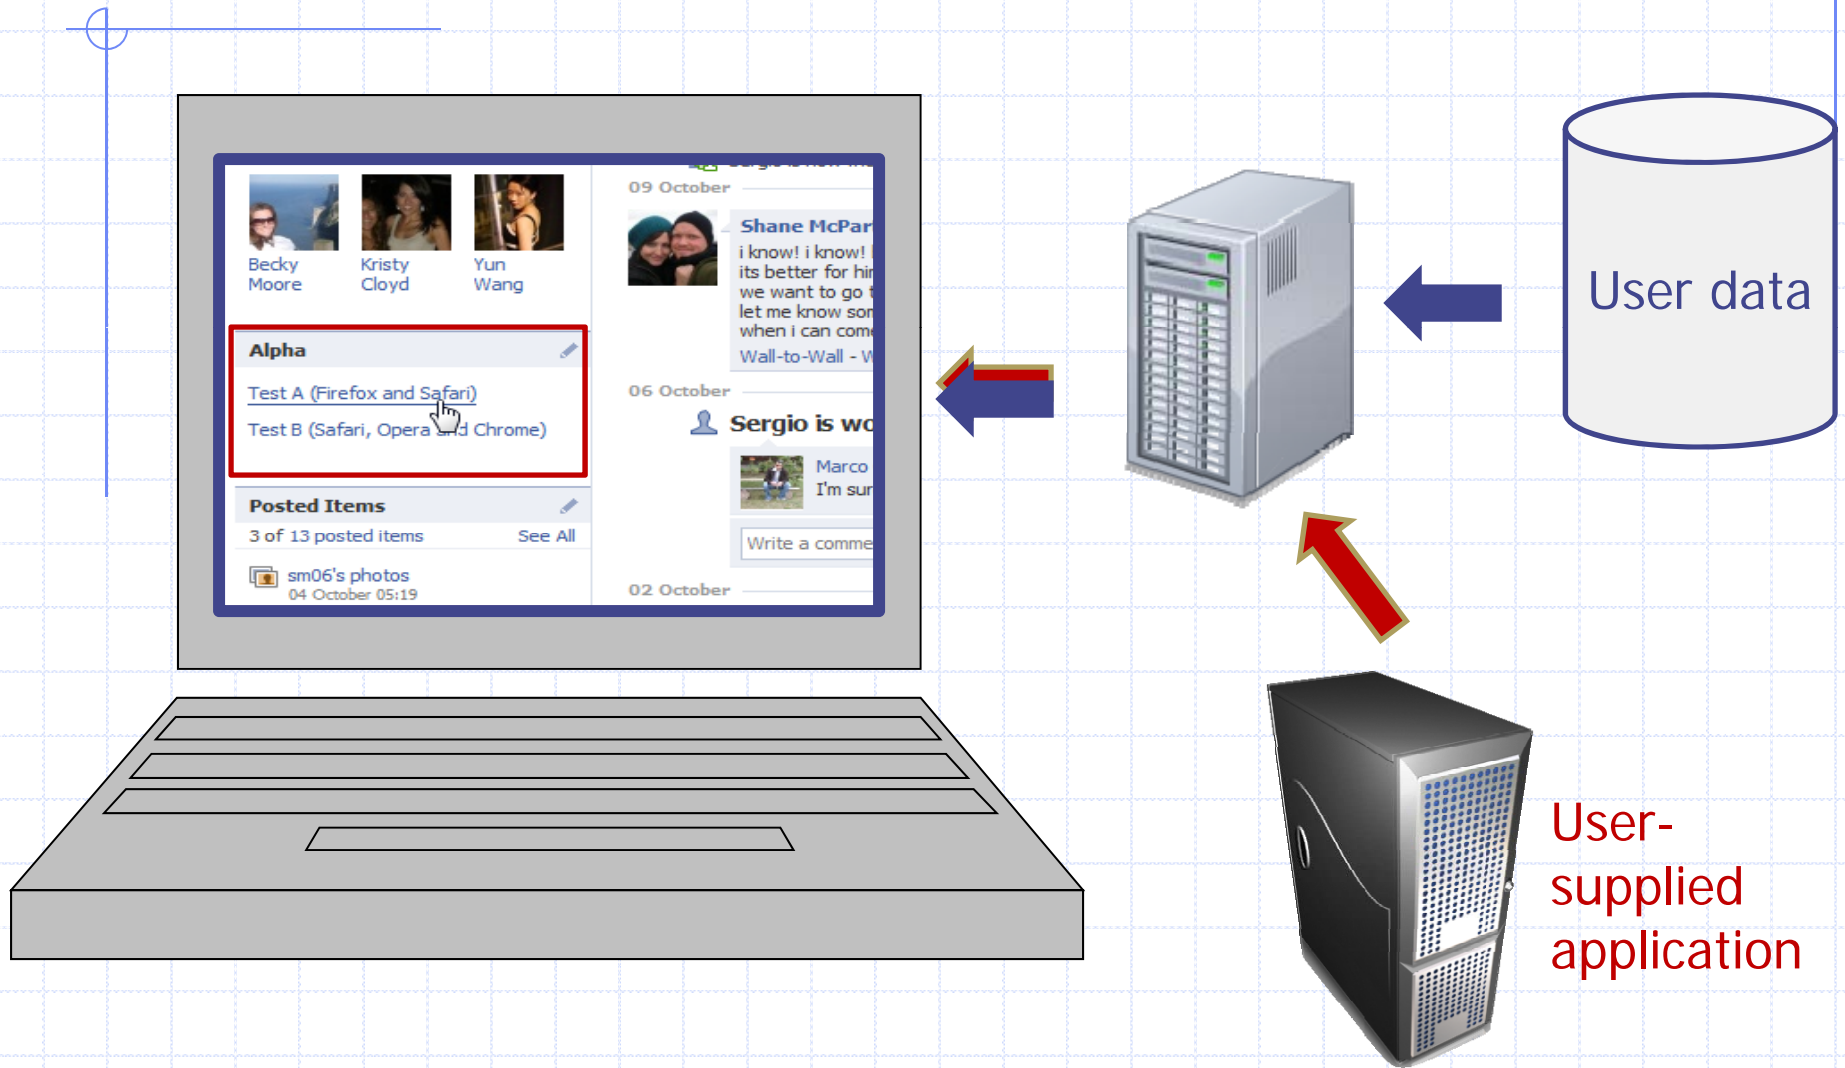 Becky
Moore
Kristy
Cloyd
Yun
Wang
Alpha
Test A (Firefox and Safari)
Test B (Safari, Opera and Chrome)
Posted Items
3 of 13 posted items See All
sm06's photos
04 October 05:19
09 October
Shane McPar
i know! i know!
its better for hi
we want to go t
let me know so
when i can come
Wall-to-Wall - W
06 October
Sergio is wo
Marco
I'm sur
Write a comme
02 October
User data
User-
supplied
application